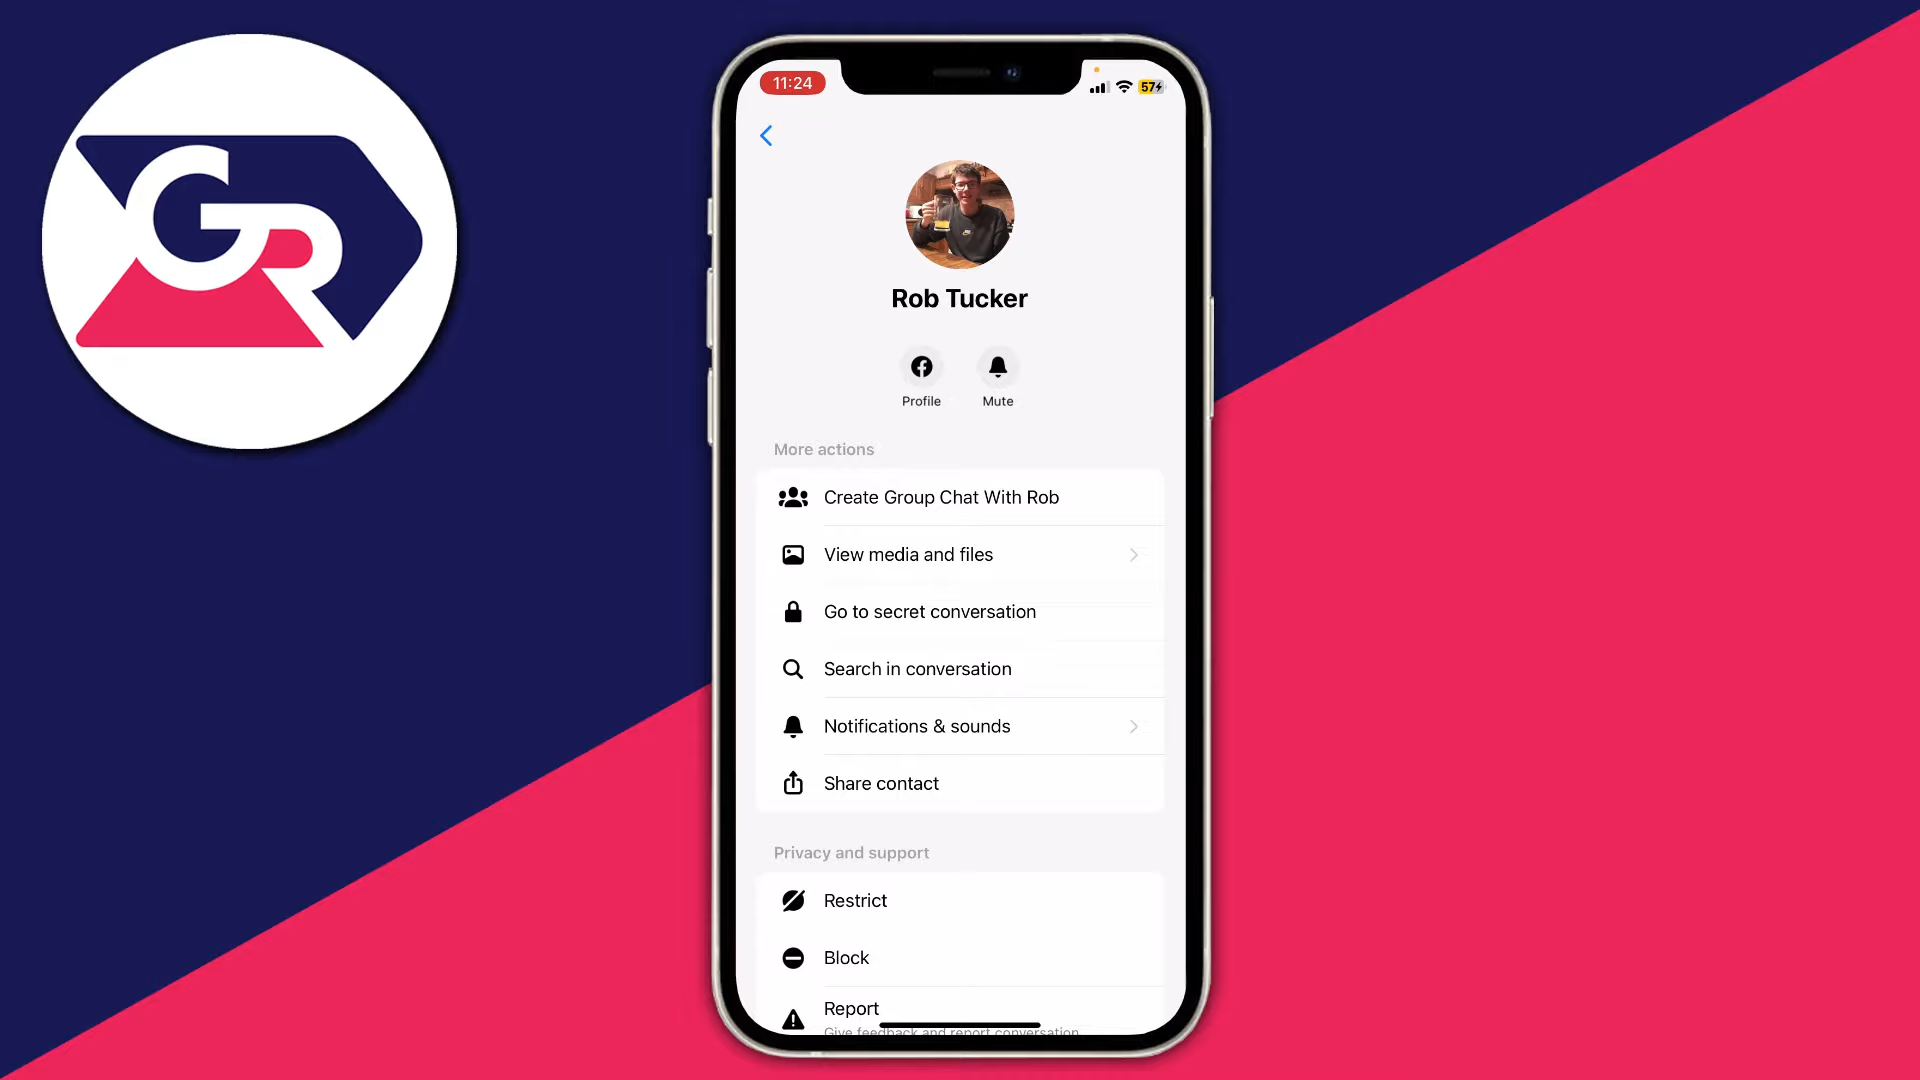 GR
11:24
57
Rob Tucker
Profile Mute
More actions
Create Group Chat With Rob
View media and files
Go to secret conversation
Search in conversation
Notifications & sounds
Share contact
Privacy and support
Restrict
Block
Report
Give feedback and report conversation